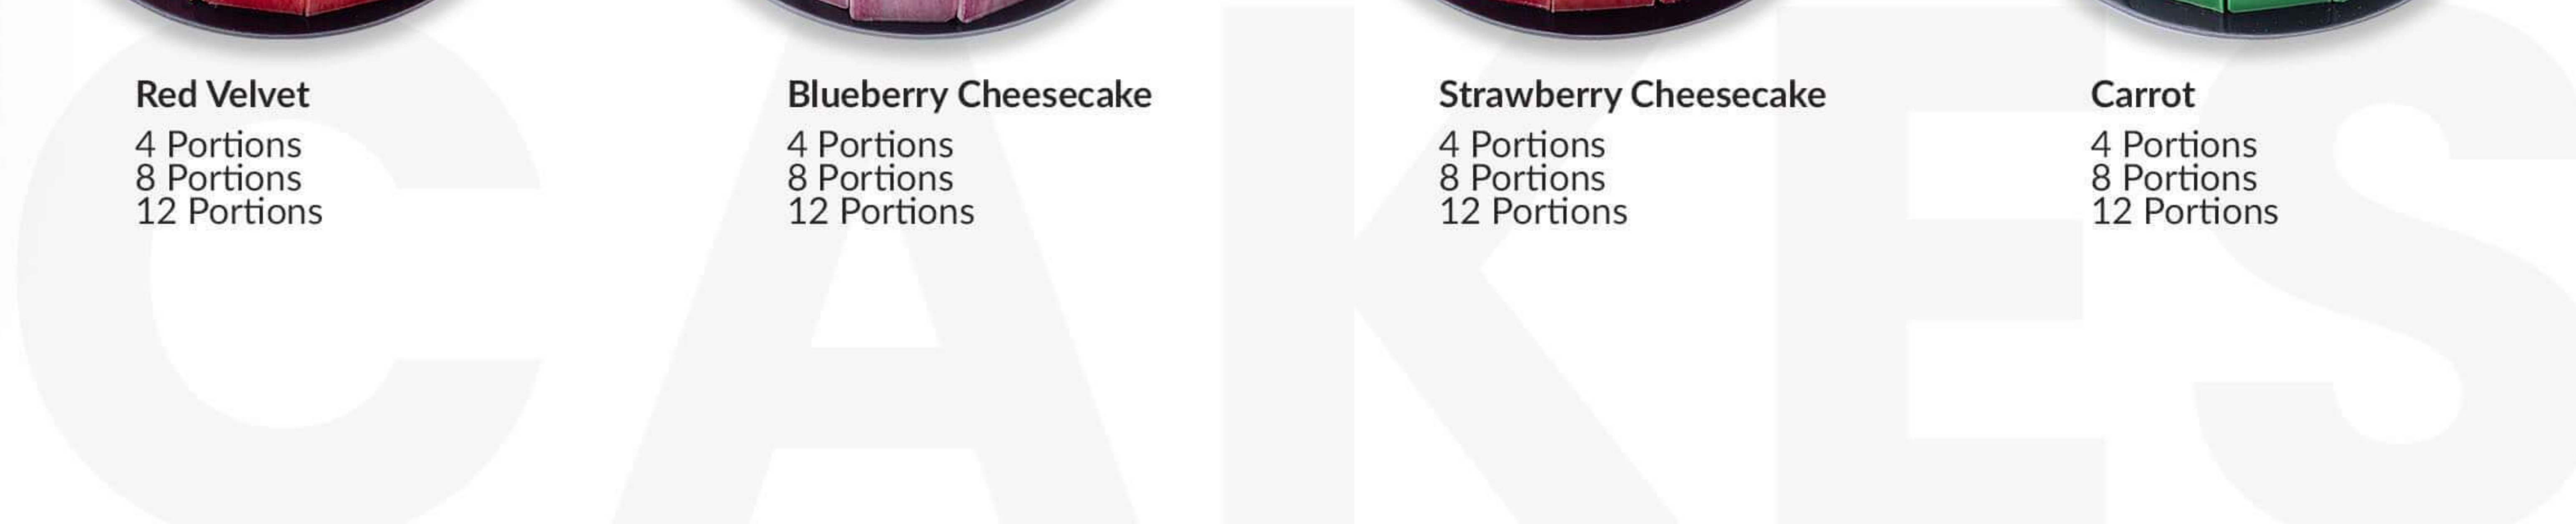 CAKES
Red Velvet
4 Portions
8 Portions
12 Portions
Blueberry Cheesecake
4 Portions
8 Portions
12 Portions
Strawberry Cheesecake
4 Portions
8 Portions
12 Portions
Carrot
4 Portions
8 Portions
12 Portions